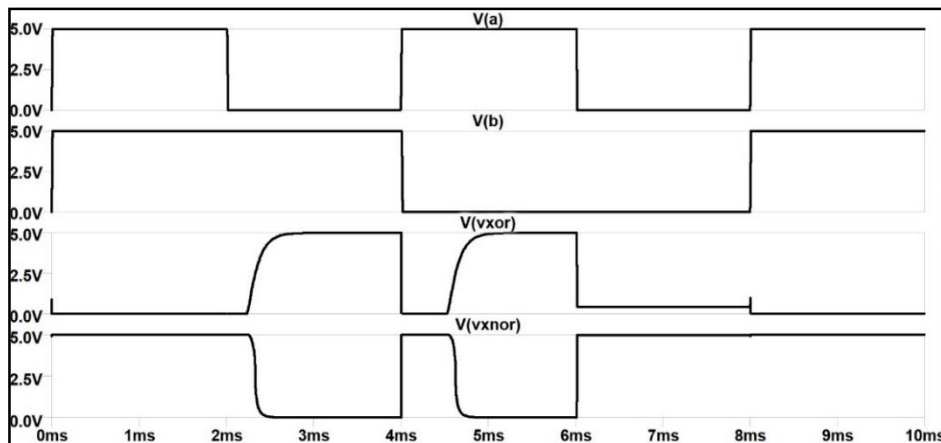 V(a)
5.0V
2.5V
0.0V
V(b)
5.0V
2.5V
0.0V
V(vxor)
5.0V
2.5V
0.0V
V(vxnor)
5.0V
2.5V
0.0V
0ms 1ms 2ms 3ms 4ms 5ms 6ms 7ms 8ms 9ms 10ms